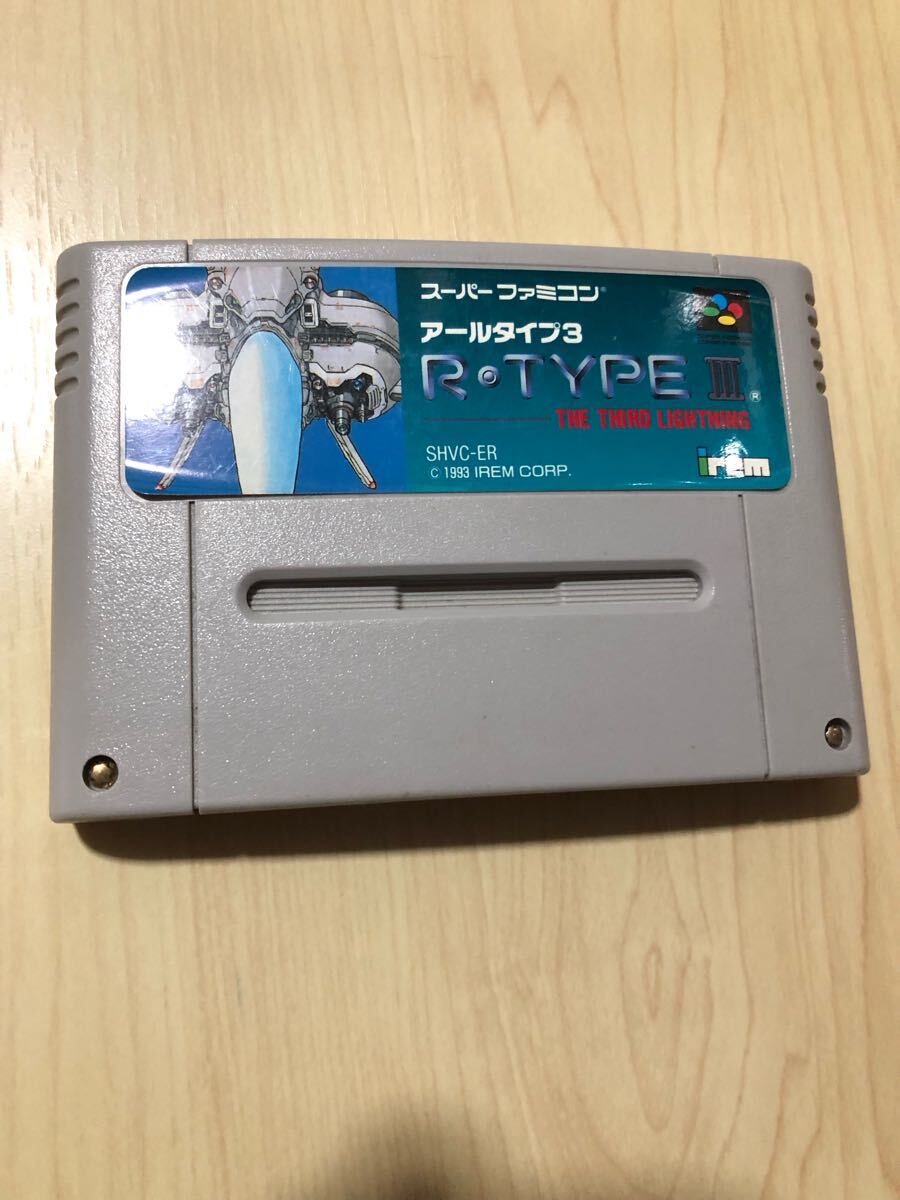 スーパーファミコン®
アールタイプ3
R・TYPE III®
THE THIRD LIGHTNING
SHVC-ER
© 1993 IREM CORP.
irem